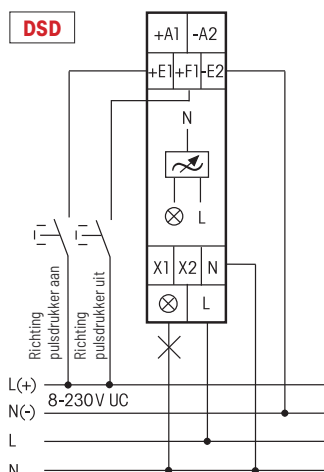 DSD
+A1 -A2
+E1 +F1 -E2
N
L
X1 X2 N
L
Richting
pulsdrukker aan
Richting
pulsdrukker uit
L(+)
8-230V UC
N(-)
L
N